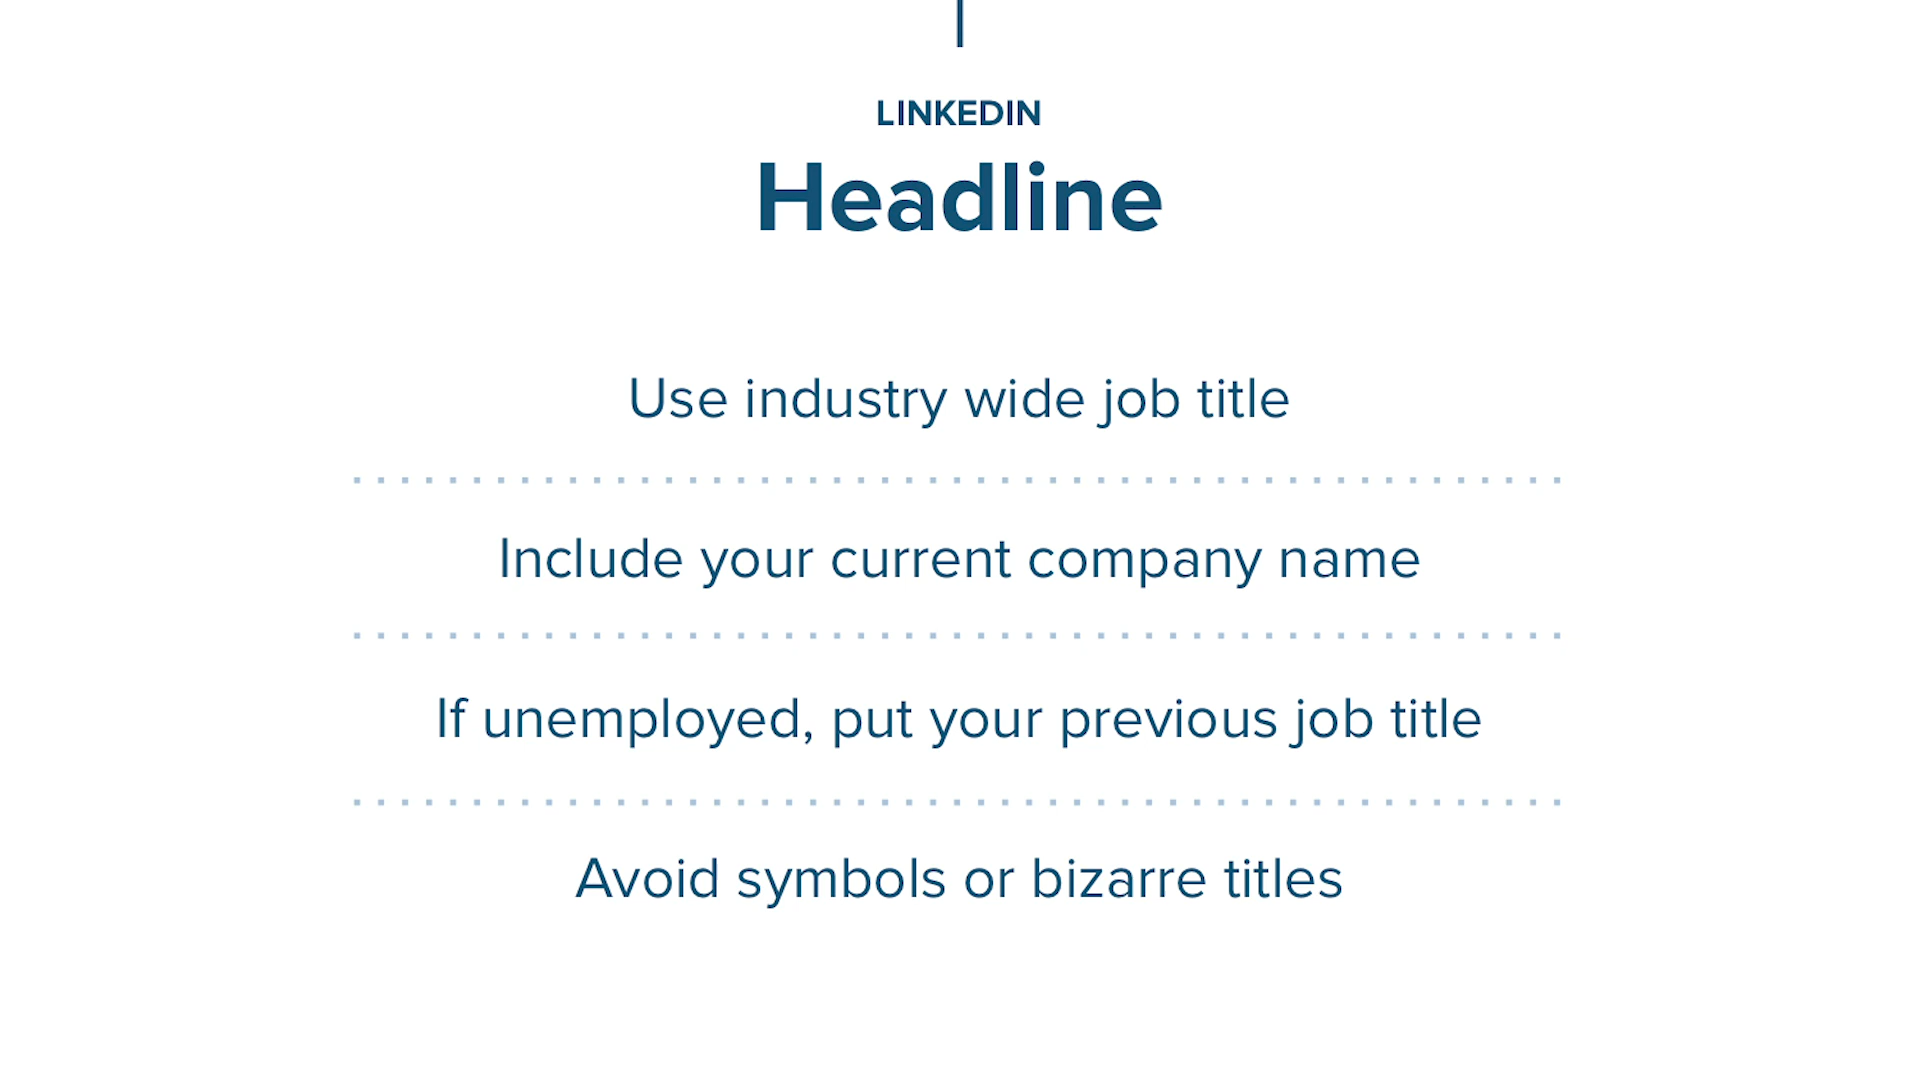 LINKEDIN
Headline
Use industry wide job title
Include your current company name
If unemployed, put your previous job title
Avoid symbols or bizarre titles